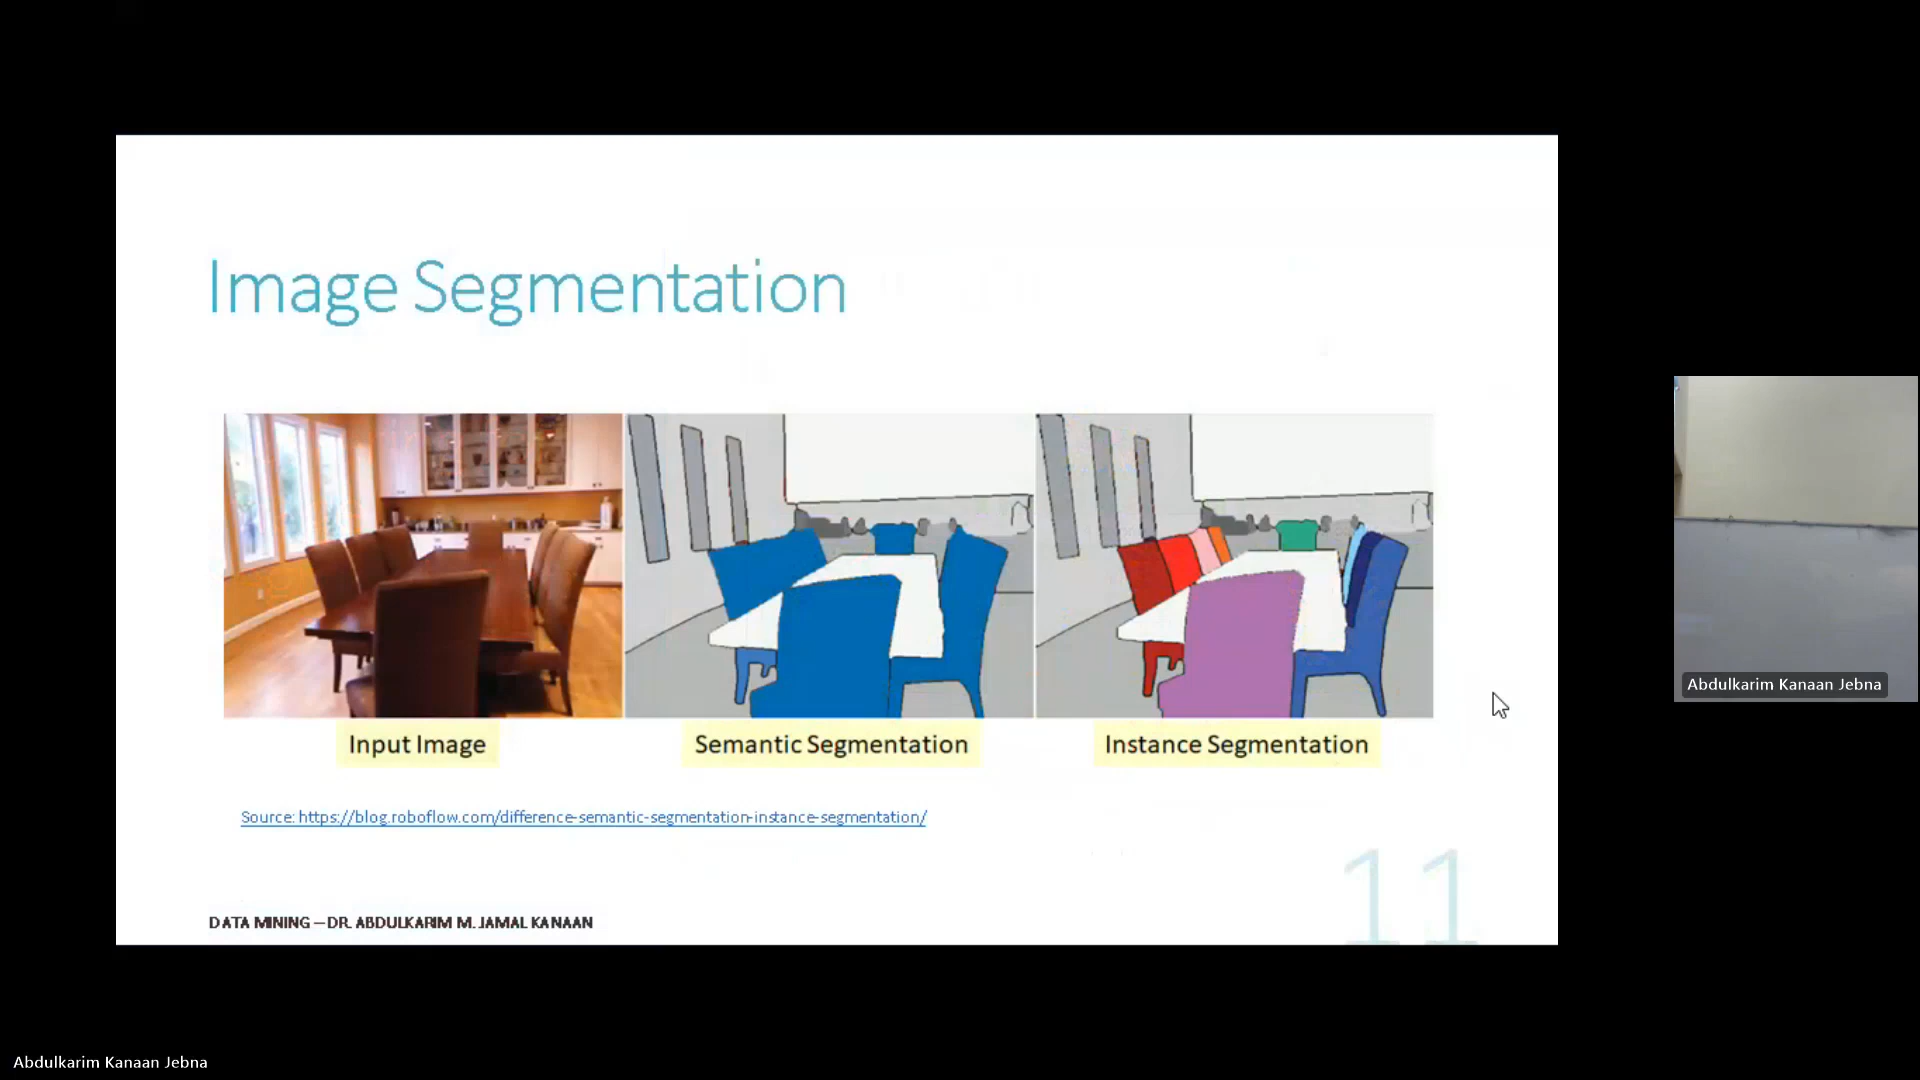 Image Segmentation
Input Image
Semantic Segmentation
Instance Segmentation
Source: https://blog.roboflow.com/difference-semantic-segmentation-instance-segmentation/
11
DATA MINING – DR. ABDULKARIM M. JAMAL KANAAN
Abdulkarim Kanaan Jebna
Abdulkarim Kanaan Jebna